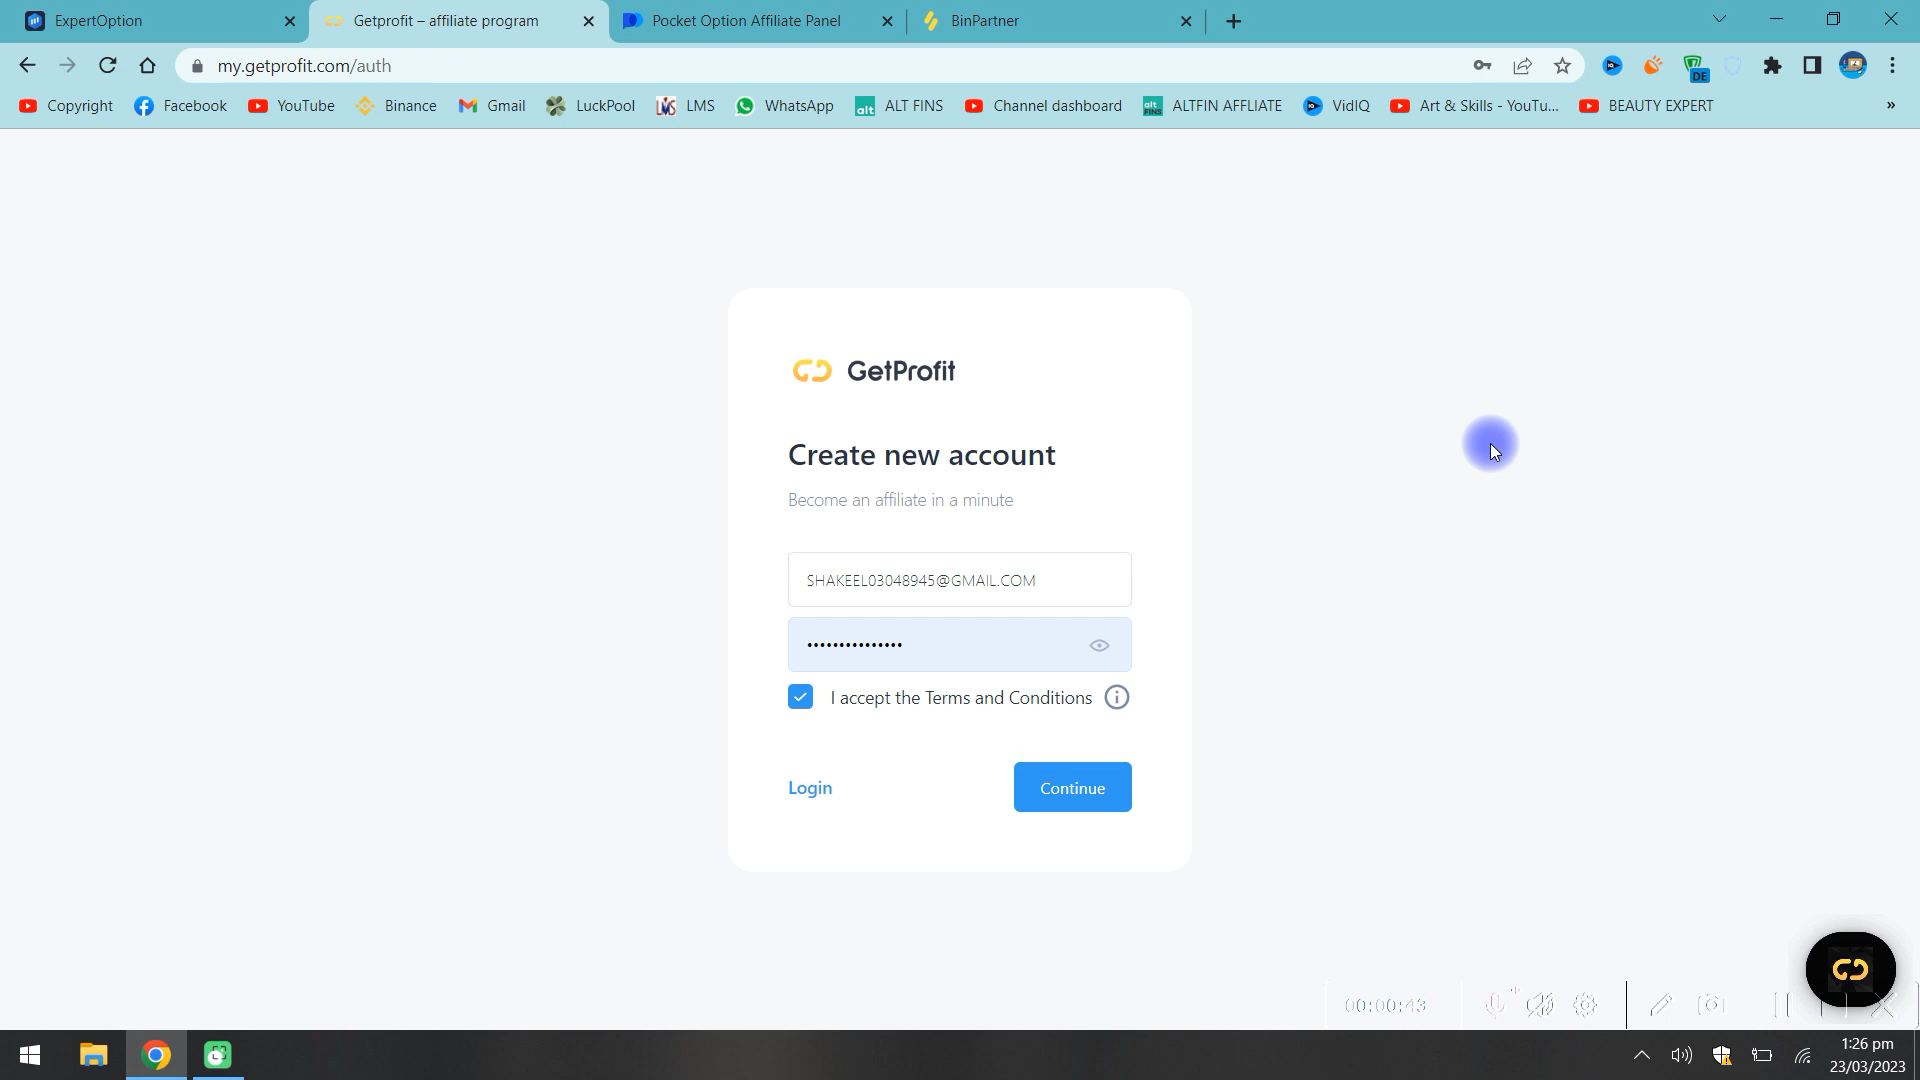 ExpertOption
Getprofit – affiliate program
Pocket Option Affiliate Panel
BinPartner
my.getprofit.com/auth
DE
Copyright
Facebook
YouTube
Binance
Gmail
LuckPool
LMS
WhatsApp
ALT FINS
Channel dashboard
ALTFIN AFFLIATE
VidIQ
Art & Skills - YouTu...
BEAUTY EXPERT
»
GetProfit
Create new account
Become an affiliate in a minute
SHAKEEL03048945@GMAIL.COM
•••••••••••••••
I accept the Terms and Conditions
Login
Continue
00:00:43
1:26 pm
23/03/2023